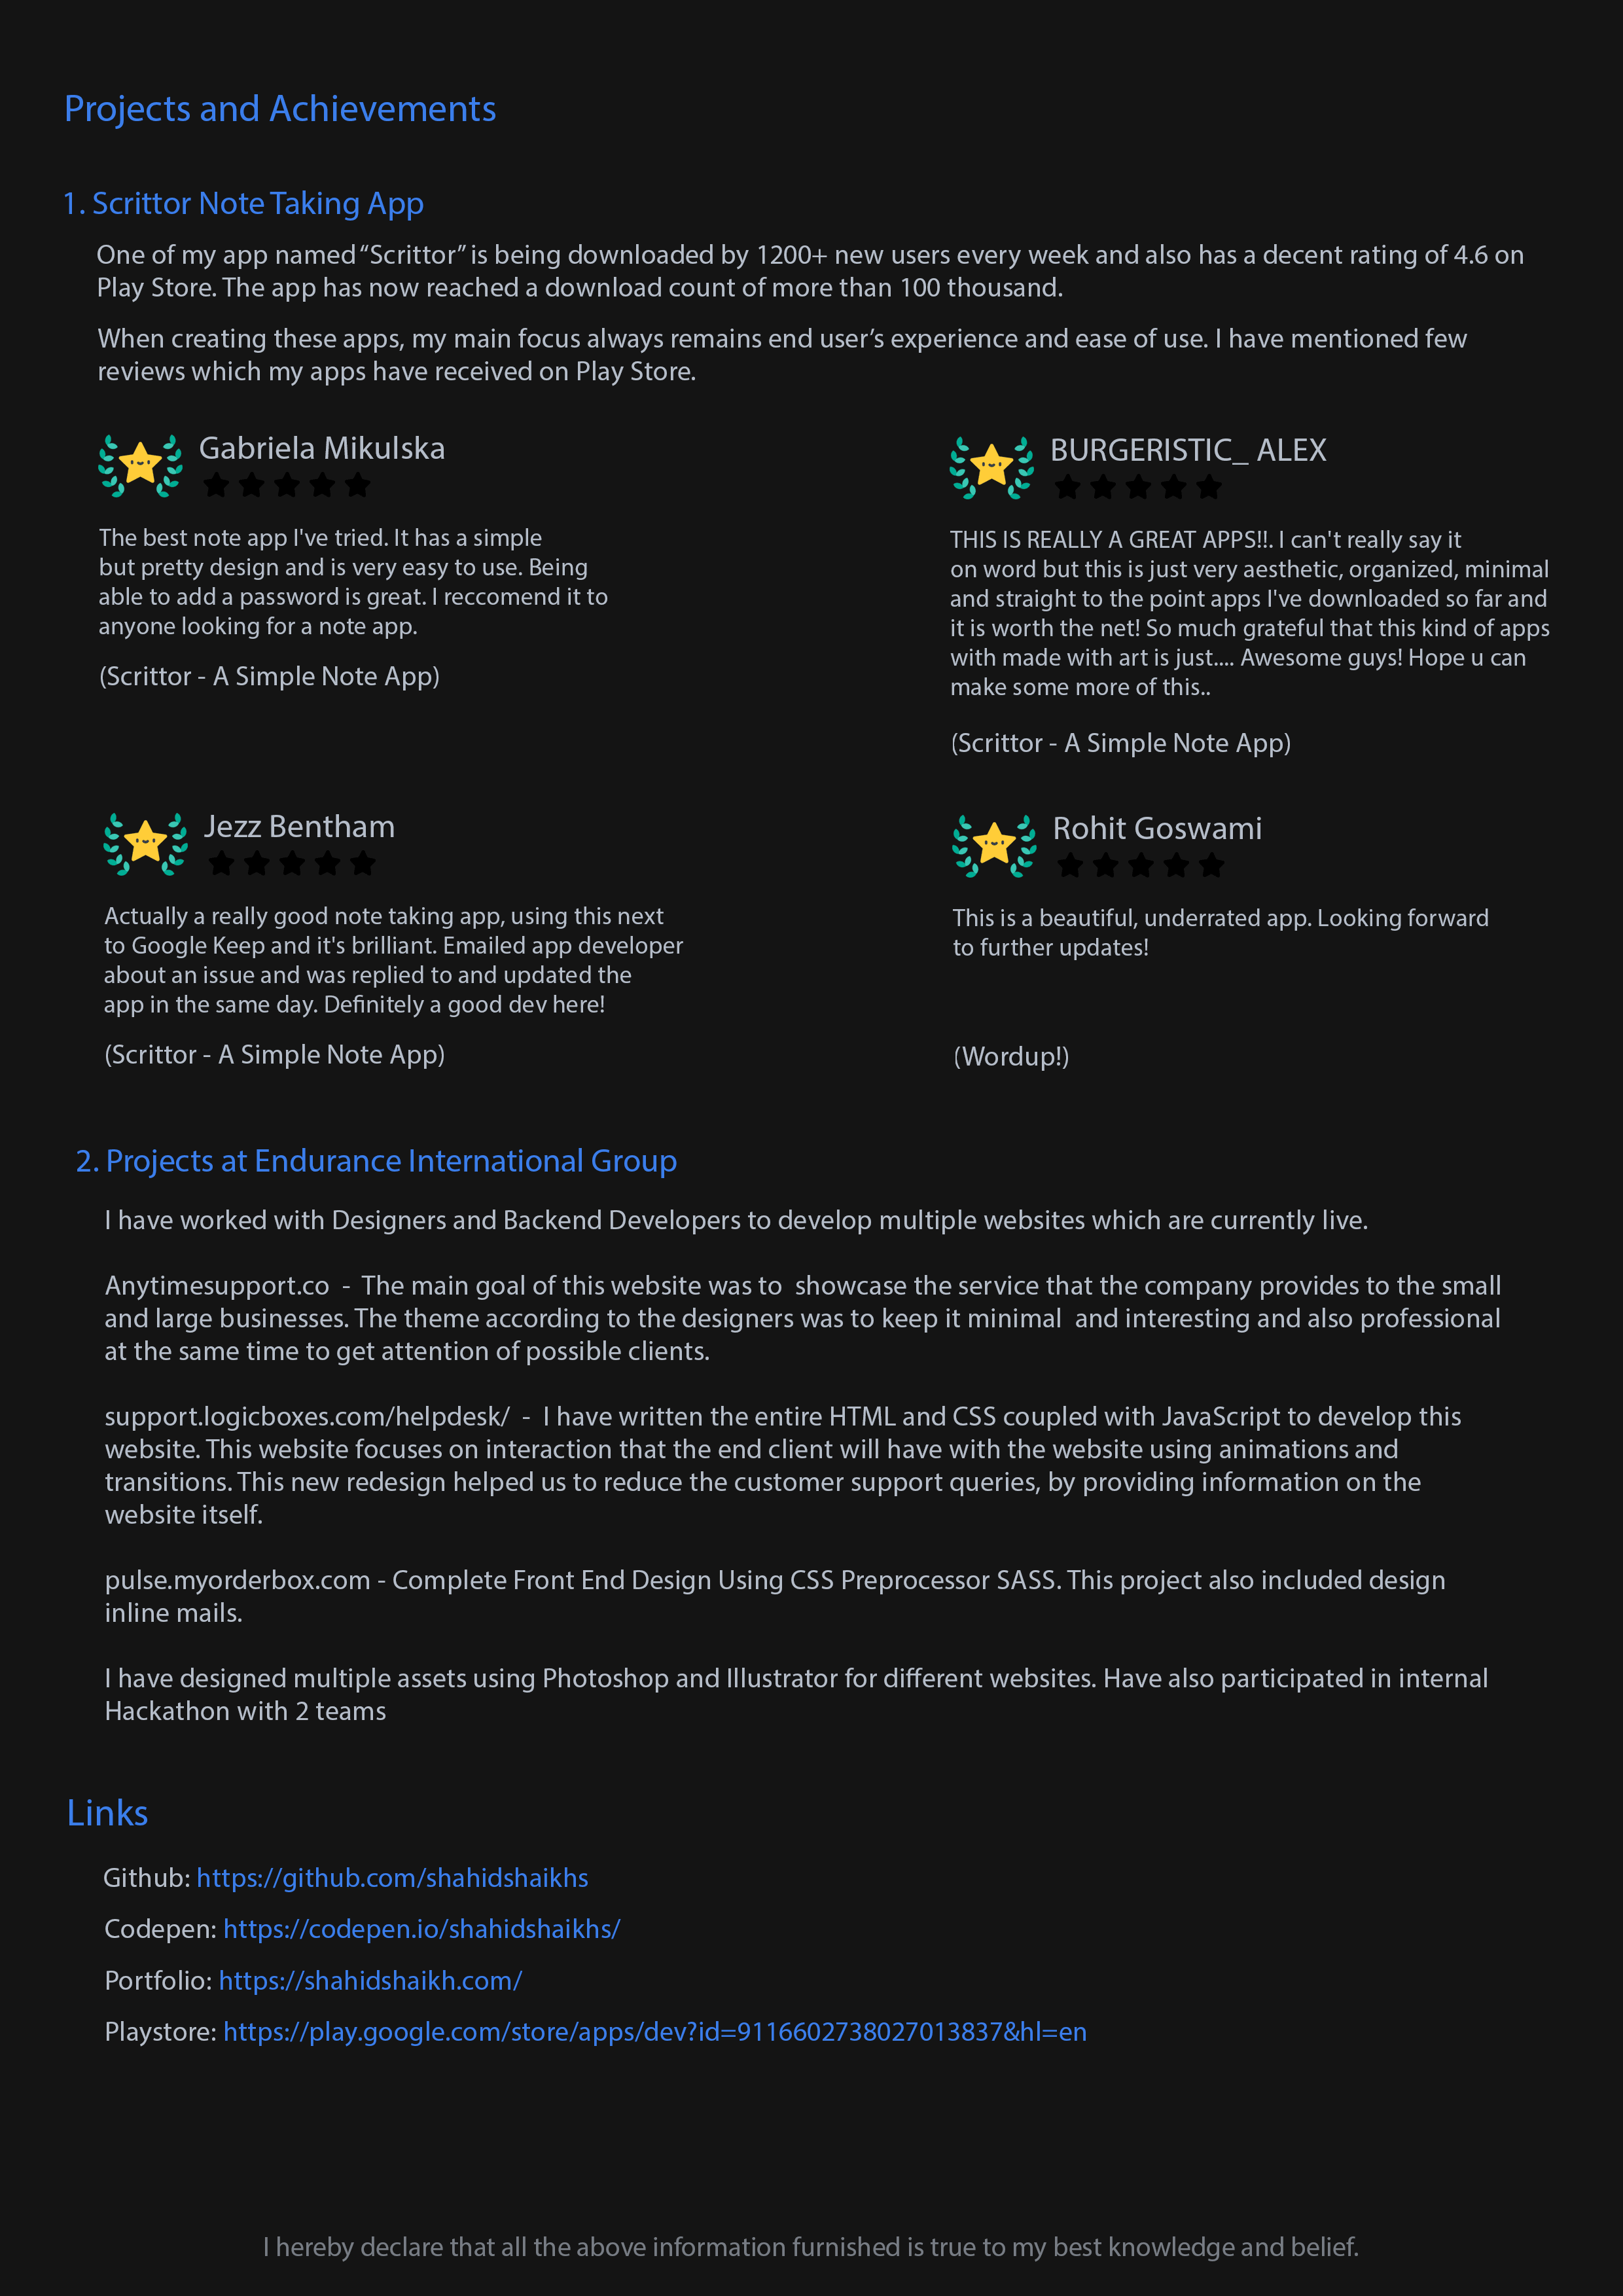 Projects and Achievements
1. Scrittor Note Taking App
One of my app named “Scrittor” is being downloaded by 1200+ new users every week and also has a decent rating of 4.6 on
Play Store. The app has now reached a download count of more than 100 thousand.
When creating these apps, my main focus always remains end user’s experience and ease of use. I have mentioned few
reviews which my apps have received on Play Store.
Gabriela Mikulska
The best note app I've tried. It has a simple
but pretty design and is very easy to use. Being
able to add a password is great. I reccomend it to
anyone looking for a note app.
(Scrittor - A Simple Note App)
BURGERISTIC_ ALEX
THIS IS REALLY A GREAT APPS!!. I can't really say it
on word but this is just very aesthetic, organized, minimal
and straight to the point apps I've downloaded so far and
it is worth the net! So much grateful that this kind of apps
with made with art is just.... Awesome guys! Hope u can
make some more of this..
(Scrittor - A Simple Note App)
Jezz Bentham
Actually a really good note taking app, using this next
to Google Keep and it's brilliant. Emailed app developer
about an issue and was replied to and updated the
app in the same day. Definitely a good dev here!
(Scrittor - A Simple Note App)
Rohit Goswami
This is a beautiful, underrated app. Looking forward
to further updates!
(Wordup!)
2. Projects at Endurance International Group
I have worked with Designers and Backend Developers to develop multiple websites which are currently live.
Anytimesupport.co - The main goal of this website was to showcase the service that the company provides to the small
and large businesses. The theme according to the designers was to keep it minimal and interesting and also professional
at the same time to get attention of possible clients.
support.logicboxes.com/helpdesk/ - I have written the entire HTML and CSS coupled with JavaScript to develop this
website. This website focuses on interaction that the end client will have with the website using animations and
transitions. This new redesign helped us to reduce the customer support queries, by providing information on the
website itself.
pulse.myorderbox.com - Complete Front End Design Using CSS Preprocessor SASS. This project also included design
inline mails.
I have designed multiple assets using Photoshop and Illustrator for different websites. Have also participated in internal
Hackathon with 2 teams
Links
Github: https://github.com/shahidshaikhs
Codepen: https://codepen.io/shahidshaikhs/
Portfolio: https://shahidshaikh.com/
Playstore: https://play.google.com/store/apps/dev?id=9116602738027013837&hl=en
I hereby declare that all the above information furnished is true to my best knowledge and belief.